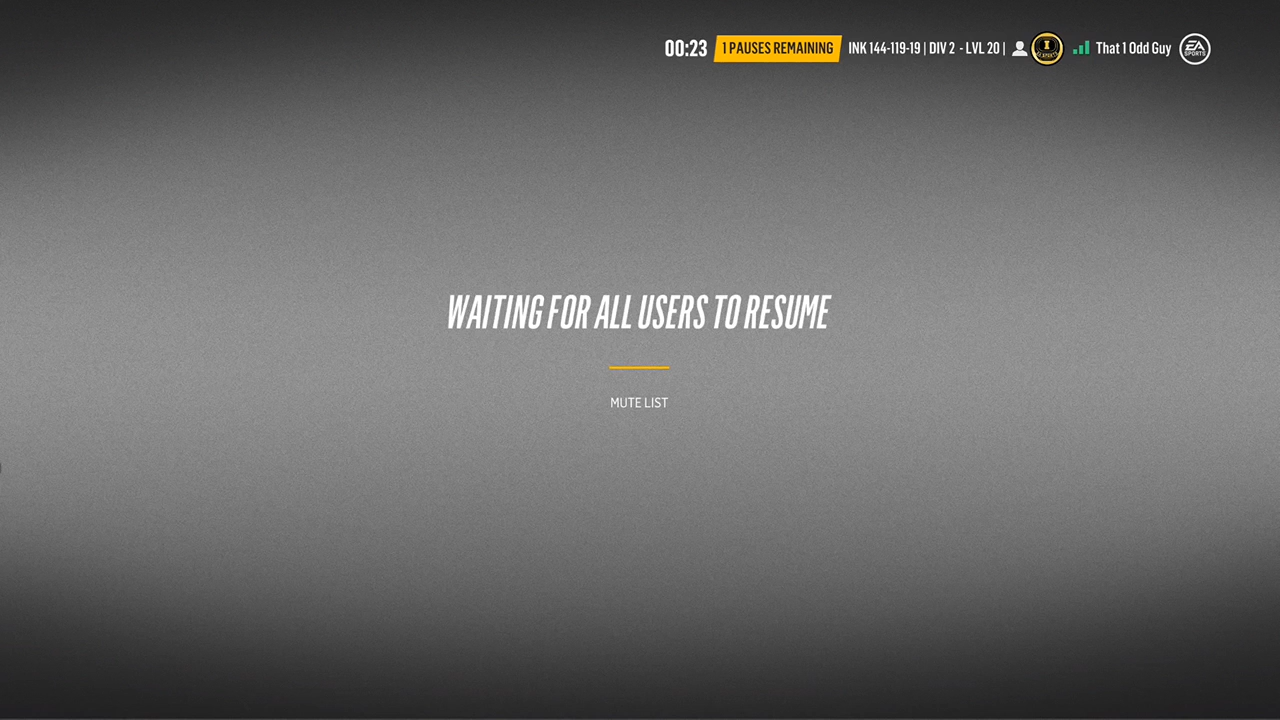 00:23 1 PAUSES REMAINING INK 144-119-19 | DIV 2 - LVL 20 | That 1 Odd Guy EA SPORTS
WAITING FOR ALL USERS TO RESUME
MUTE LIST